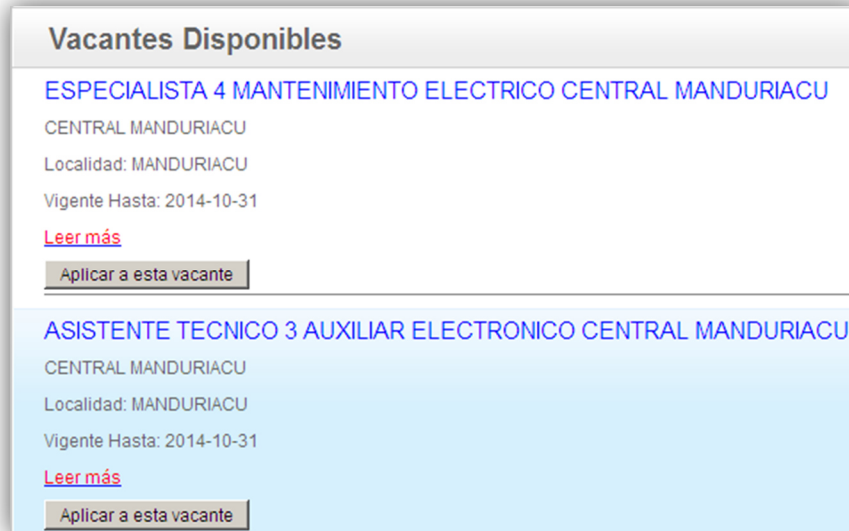 Vacantes Disponibles
ESPECIALISTA 4 MANTENIMIENTO ELECTRICO CENTRAL MANDURIACU
CENTRAL MANDURIACU
Localidad: MANDURIACU
Vigente Hasta: 2014-10-31
Leer más
Aplicar a esta vacante
ASISTENTE TECNICO 3 AUXILIAR ELECTRONICO CENTRAL MANDURIACU
CENTRAL MANDURIACU
Localidad: MANDURIACU
Vigente Hasta: 2014-10-31
Leer más
Aplicar a esta vacante